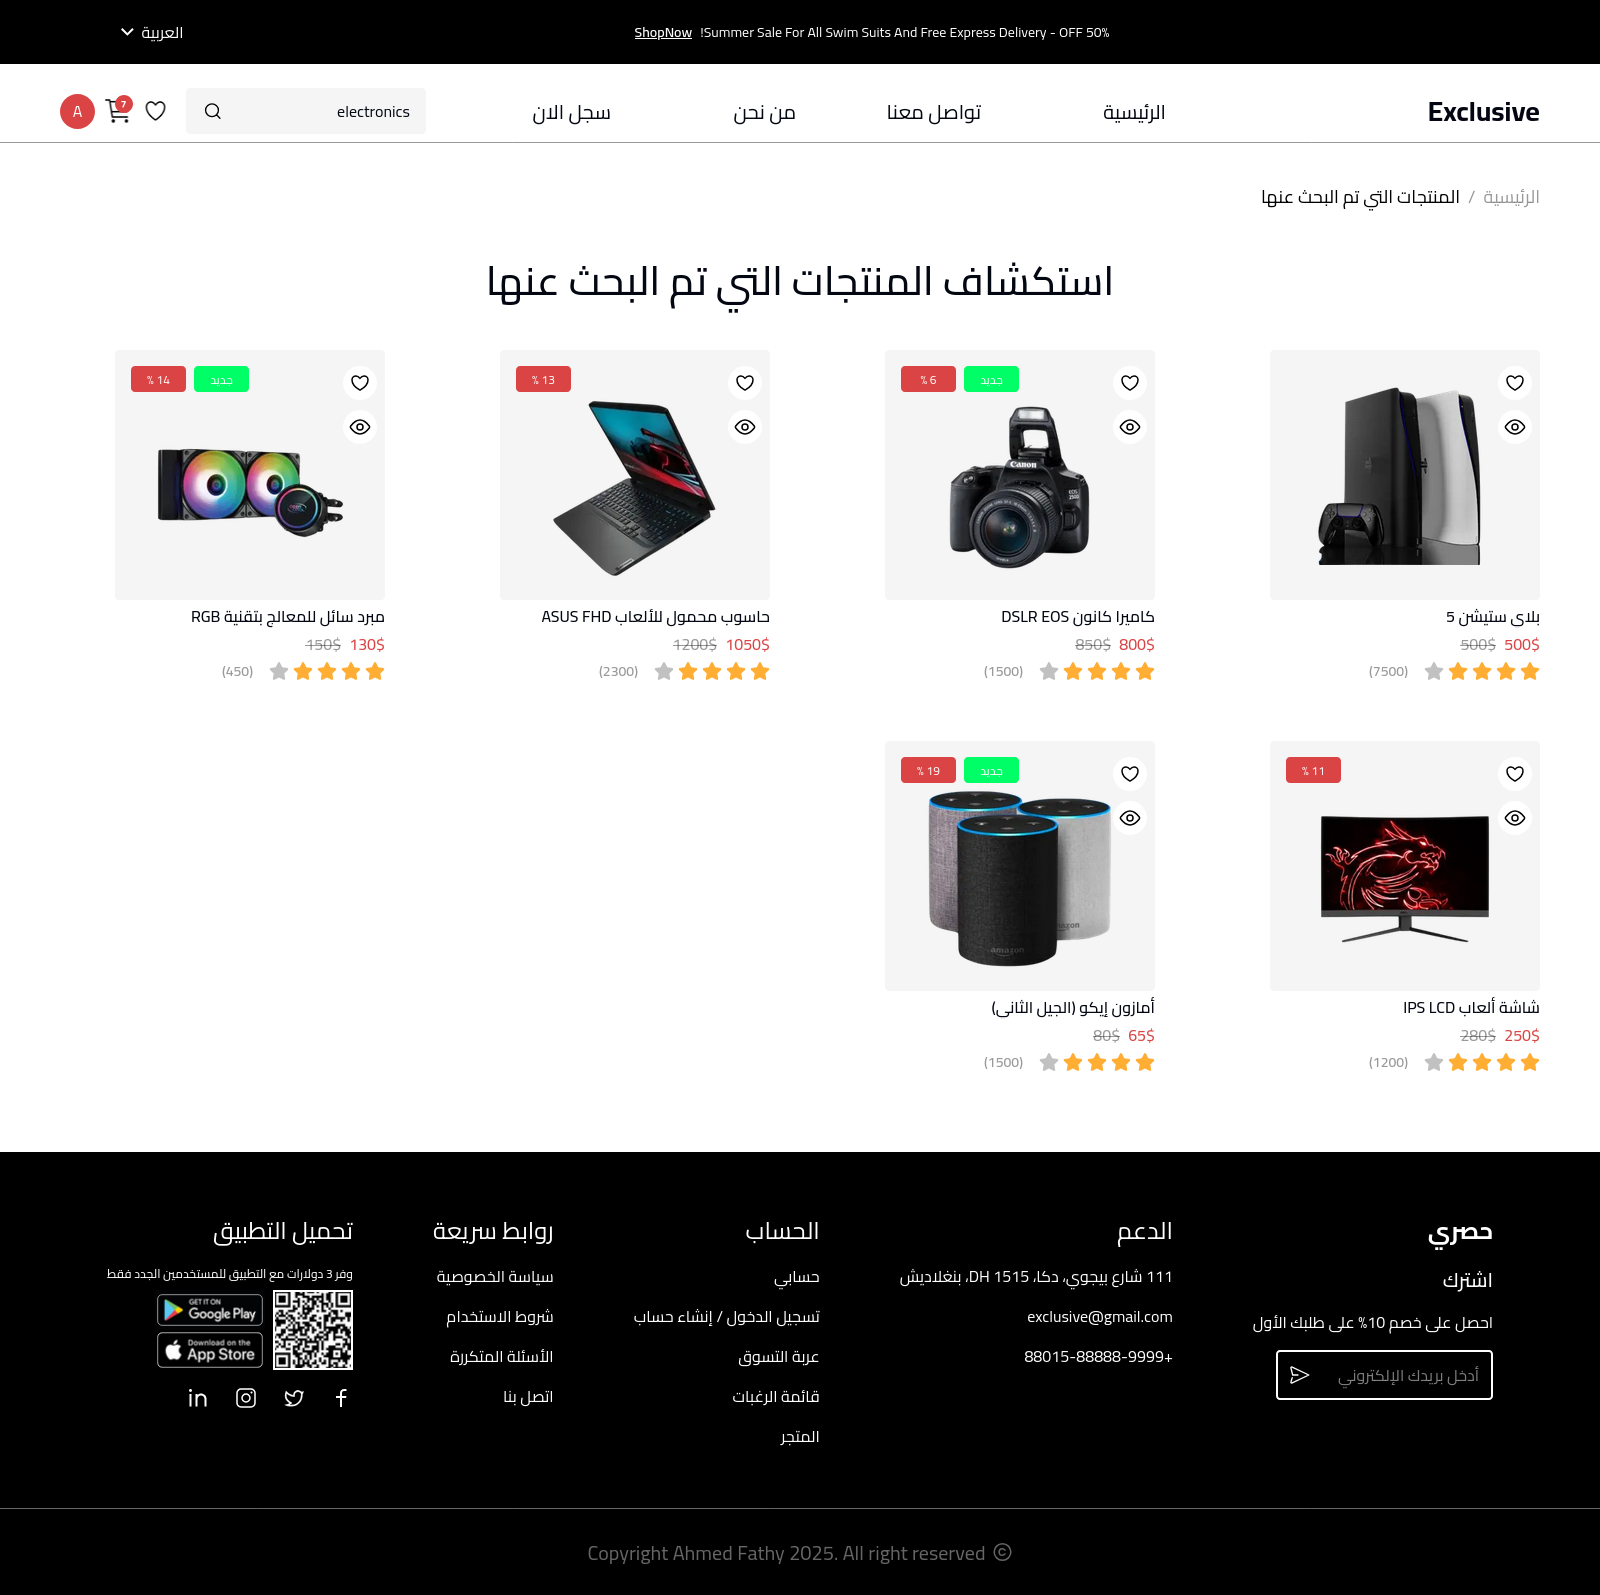 Summer Sale For All Swim Suits And Free Express Delivery - OFF 50%! ShopNow
العربية
Exclusive
الرئيسية
تواصل معنا
من نحن
سجل الان
electronics
7
A
الرئيسية / المنتجات التي تم البحث عنها
استكشاف المنتجات التي تم البحث عنها
Canon
EOS
250D
بلاى ستيشن 5
500$ 500$
(7500)
جديد
6 %
كاميرا كانون DSLR EOS
800$ 850$
(1500)
13 %
حاسوب محمول للألعاب ASUS FHD
1050$ 1200$
(2300)
جديد
14 %
مبرد سائل للمعالج بتقنية RGB
130$ 150$
(450)
11 %
شاشة ألعاب IPS LCD
250$ 280$
(1200)
جديد
19 %
amazon
أمازون إيكو (الجيل الثانى)
65$ 80$
(1500)
حصري
اشترك
احصل على خصم 10% على طلبك الأول
أدخل بريدك الإلكتروني
الدعم
111 شارع بيجوي، دكا، DH 1515، بنغلاديش
exclusive@gmail.com
+88015-88888-9999
الحساب
حسابي
تسجيل الدخول / إنشاء حساب
عربة التسوق
قائمة الرغبات
المتجر
روابط سريعة
سياسة الخصوصية
شروط الاستخدام
الأسئلة المتكررة
اتصل بنا
تحميل التطبيق
وفر 3 دولارات مع التطبيق للمستخدمين الجدد فقط
GET IT ON
Google Play
Download on the
App Store
© Copyright Ahmed Fathy 2025. All right reserved